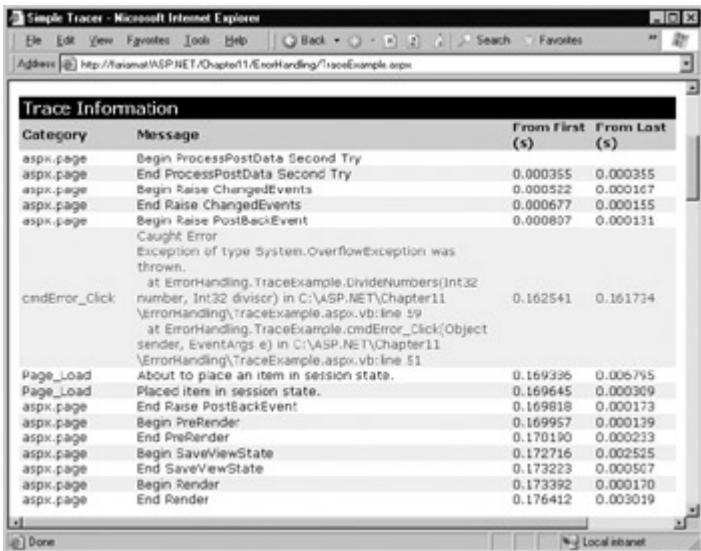 Simple Tracer - Microsoft Internet Explorer
File Edit View Favorites Tools Help Back Search Favorites »
Address http://fariamat/ASP.NET/Chapter11/ErrorHandling/TraceExample.aspx
Trace Information
Category Message From First (s) From Last (s)
aspx.page Begin ProcessPostData Second Try
aspx.page End ProcessPostData Second Try 0.000355 0.000355
aspx.page Begin Raise ChangedEvents 0.000522 0.000167
aspx.page End Raise ChangedEvents 0.000677 0.000155
aspx.page Begin Raise PostBackEvent 0.000807 0.000131
Caught Error
Exception of type System.OverflowException was
thrown.
at ErrorHandling.TraceExample.DivideNumbers(Int32
cmdError_Click number, Int32 divisor) in C:\ASP.NET\Chapter11 0.162541 0.161734
\ErrorHandling\TraceExample.aspx.vb:line 59
at ErrorHandling.TraceExample.cmdError_Click(Object
sender, EventArgs e) in C:\ASP.NET\Chapter11
\ErrorHandling\TraceExample.aspx.vb:line 51
Page_Load About to place an item in session state. 0.169336 0.006795
Page_Load Placed item in session state. 0.169645 0.000309
aspx.page End Raise PostBackEvent 0.169818 0.000173
aspx.page Begin PreRender 0.169957 0.000139
aspx.page End PreRender 0.170190 0.000233
aspx.page Begin SaveViewState 0.172716 0.002525
aspx.page End SaveViewState 0.173223 0.000507
aspx.page Begin Render 0.173392 0.000170
aspx.page End Render 0.176412 0.003019
Done Local intranet